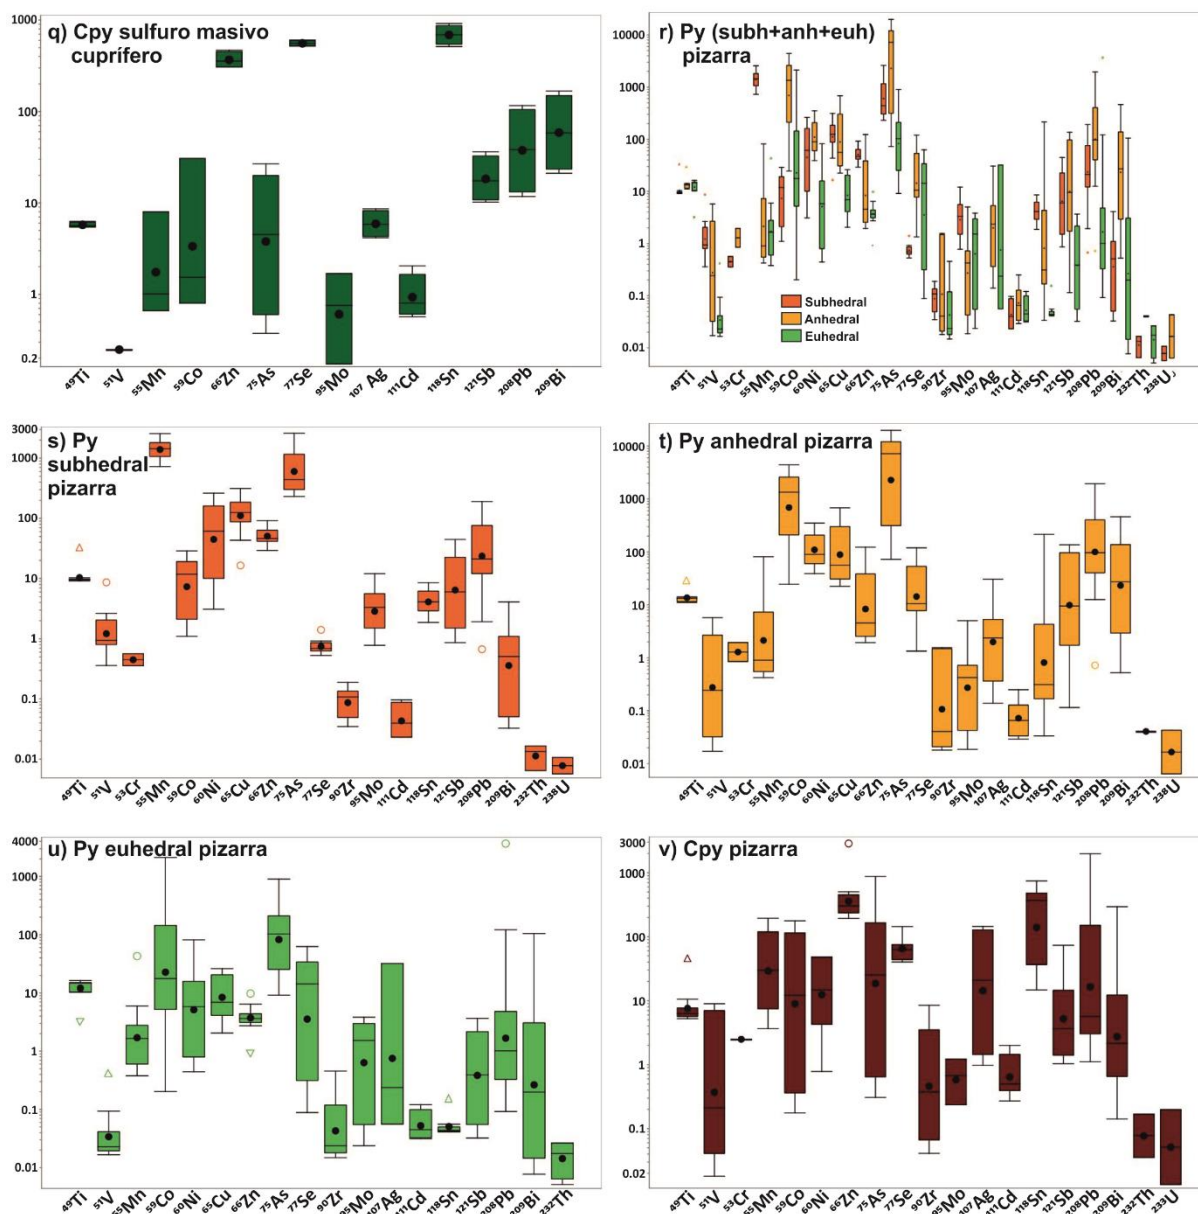 q) Cpy sulfuro masivo
cuprífero
1000
100
10
1
0.2
⁴⁹Ti
⁵¹V
⁵⁵Mn
⁵⁹Co
⁶⁶Zn
⁷⁵As
⁷⁷Se
⁹⁵Mo
¹⁰⁷Ag
¹¹¹Cd
¹¹⁸Sn
¹²¹Sb
²⁰⁸Pb
²⁰⁹Bi
r) Py (subh+anh+euh)
pizarra
10000
1000
100
10
1
0.1
0.01
Subhedral
Anhedral
Euhedral
⁴⁹Ti
⁵¹V
⁵³Cr
⁵⁵Mn
⁵⁹Co
⁶⁰Ni
⁶⁵Cu
⁶⁶Zn
⁷⁵As
⁷⁷Se
⁹⁰Zr
⁹⁵Mo
¹⁰⁷Ag
¹¹¹Cd
¹¹⁸Sn
¹²¹Sb
²⁰⁸Pb
²⁰⁹Bi
²³²Th
²³⁸U
s) Py
subhedral
pizarra
3000
1000
100
10
1
0.1
0.01
⁴⁹Ti
⁵¹V
⁵³Cr
⁵⁵Mn
⁵⁹Co
⁶⁰Ni
⁶⁵Cu
⁶⁶Zn
⁷⁵As
⁷⁷Se
⁹⁰Zr
⁹⁵Mo
¹¹¹Cd
¹¹⁸Sn
¹²¹Sb
²⁰⁸Pb
²⁰⁹Bi
²³²Th
²³⁸U
t) Py anhedral pizarra
10000
1000
100
10
1
0.1
0.01
⁴⁹Ti
⁵¹V
⁵³Cr
⁵⁵Mn
⁵⁹Co
⁶⁰Ni
⁶⁵Cu
⁶⁶Zn
⁷⁵As
⁷⁷Se
⁹⁰Zr
⁹⁵Mo
¹⁰⁷Ag
¹¹¹Cd
¹¹⁸Sn
¹²¹Sb
²⁰⁸Pb
²⁰⁹Bi
²³²Th
²³⁸U
u) Py euhedral pizarra
4000
1000
100
10
1
0.1
0.01
⁴⁹Ti
⁵¹V
⁵⁵Mn
⁵⁹Co
⁶⁰Ni
⁶⁵Cu
⁶⁶Zn
⁷⁵As
⁷⁷Se
⁹⁰Zr
⁹⁵Mo
¹⁰⁷Ag
¹¹¹Cd
¹¹⁸Sn
¹²¹Sb
²⁰⁸Pb
²⁰⁹Bi
²³²Th
v) Cpy pizarra
3000
1000
100
10
1
0.1
0.02
⁴⁹Ti
⁵¹V
⁵³Cr
⁵⁵Mn
⁵⁹Co
⁶⁰Ni
⁶⁶Zn
⁷⁵As
⁷⁷Se
⁹⁰Zr
⁹⁵Mo
¹⁰⁷Ag
¹¹¹Cd
¹¹⁸Sn
¹²¹Sb
²⁰⁸Pb
²⁰⁹Bi
²³²Th
²³³U